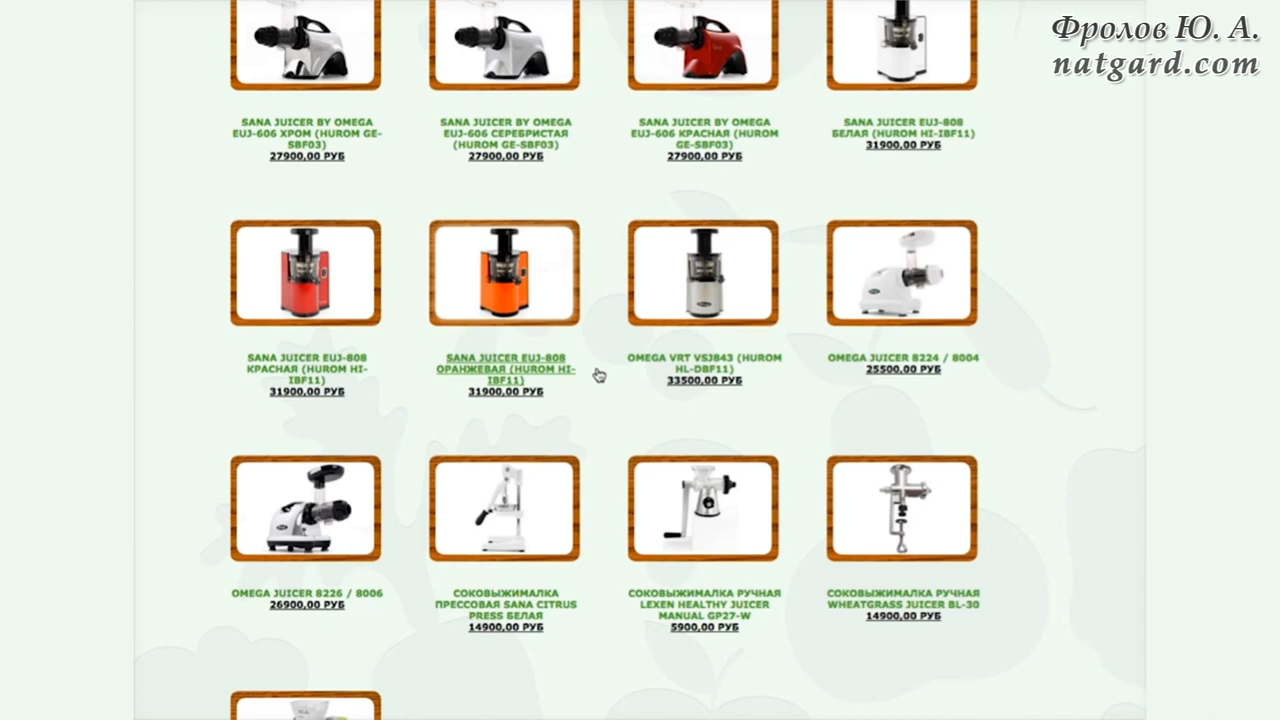 Фролов Ю. А.
natgard.com
SANA JUICER BY OMEGA
EUJ-606 ХРОМ (HUROM GE-
SBF03)
27900,00 РУБ
SANA JUICER BY OMEGA
EUJ-606 СЕРЕБРИСТАЯ
(HUROM GE-SBF03)
27900,00 РУБ
SANA JUICER BY OMEGA
EUJ-606 КРАСНАЯ (HUROM
GE-SBF03)
27900,00 РУБ
SANA JUICER EUJ-808
БЕЛАЯ (HUROM HI-IBF11)
31900,00 РУБ
SANA JUICER EUJ-808
КРАСНАЯ (HUROM HI-
IBF11)
31900,00 РУБ
SANA JUICER EUJ-808
ОРАНЖЕВАЯ (HUROM HI-
IBF11)
31900,00 РУБ
OMEGA VRT VSJ843 (HUROM
HL-DBF11)
33500,00 РУБ
OMEGA JUICER 8224 / 8004
25500,00 РУБ
OMEGA JUICER 8226 / 8006
26900,00 РУБ
СОКОВЫЖИМАЛКА
ПРЕССОВАЯ SANA CITRUS
PRESS БЕЛАЯ
14900,00 РУБ
СОКОВЫЖИМАЛКА РУЧНАЯ
LEXEN HEALTHY JUICER
MANUAL GP27-W
5900,00 РУБ
СОКОВЫЖИМАЛКА РУЧНАЯ
WHEATGRASS JUICER BL-30
14900,00 РУБ